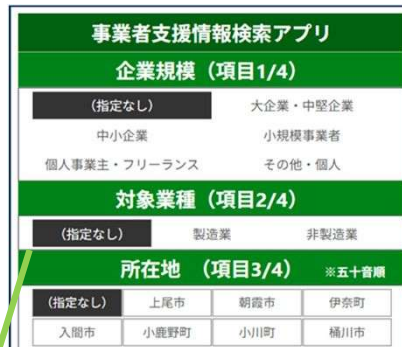 事業者支援情報検索アプリ
企業規模（項目1/4）
（指定なし） 大企業・中堅企業
中小企業 小規模事業者
個人事業主・フリーランス その他・個人
対象業種（項目2/4）
（指定なし） 製造業 非製造業
所在地 （項目3/4） ※五十音順
（指定なし） 上尾市 朝霞市 伊奈町
入間市 小鹿野町 小川町 桶川市